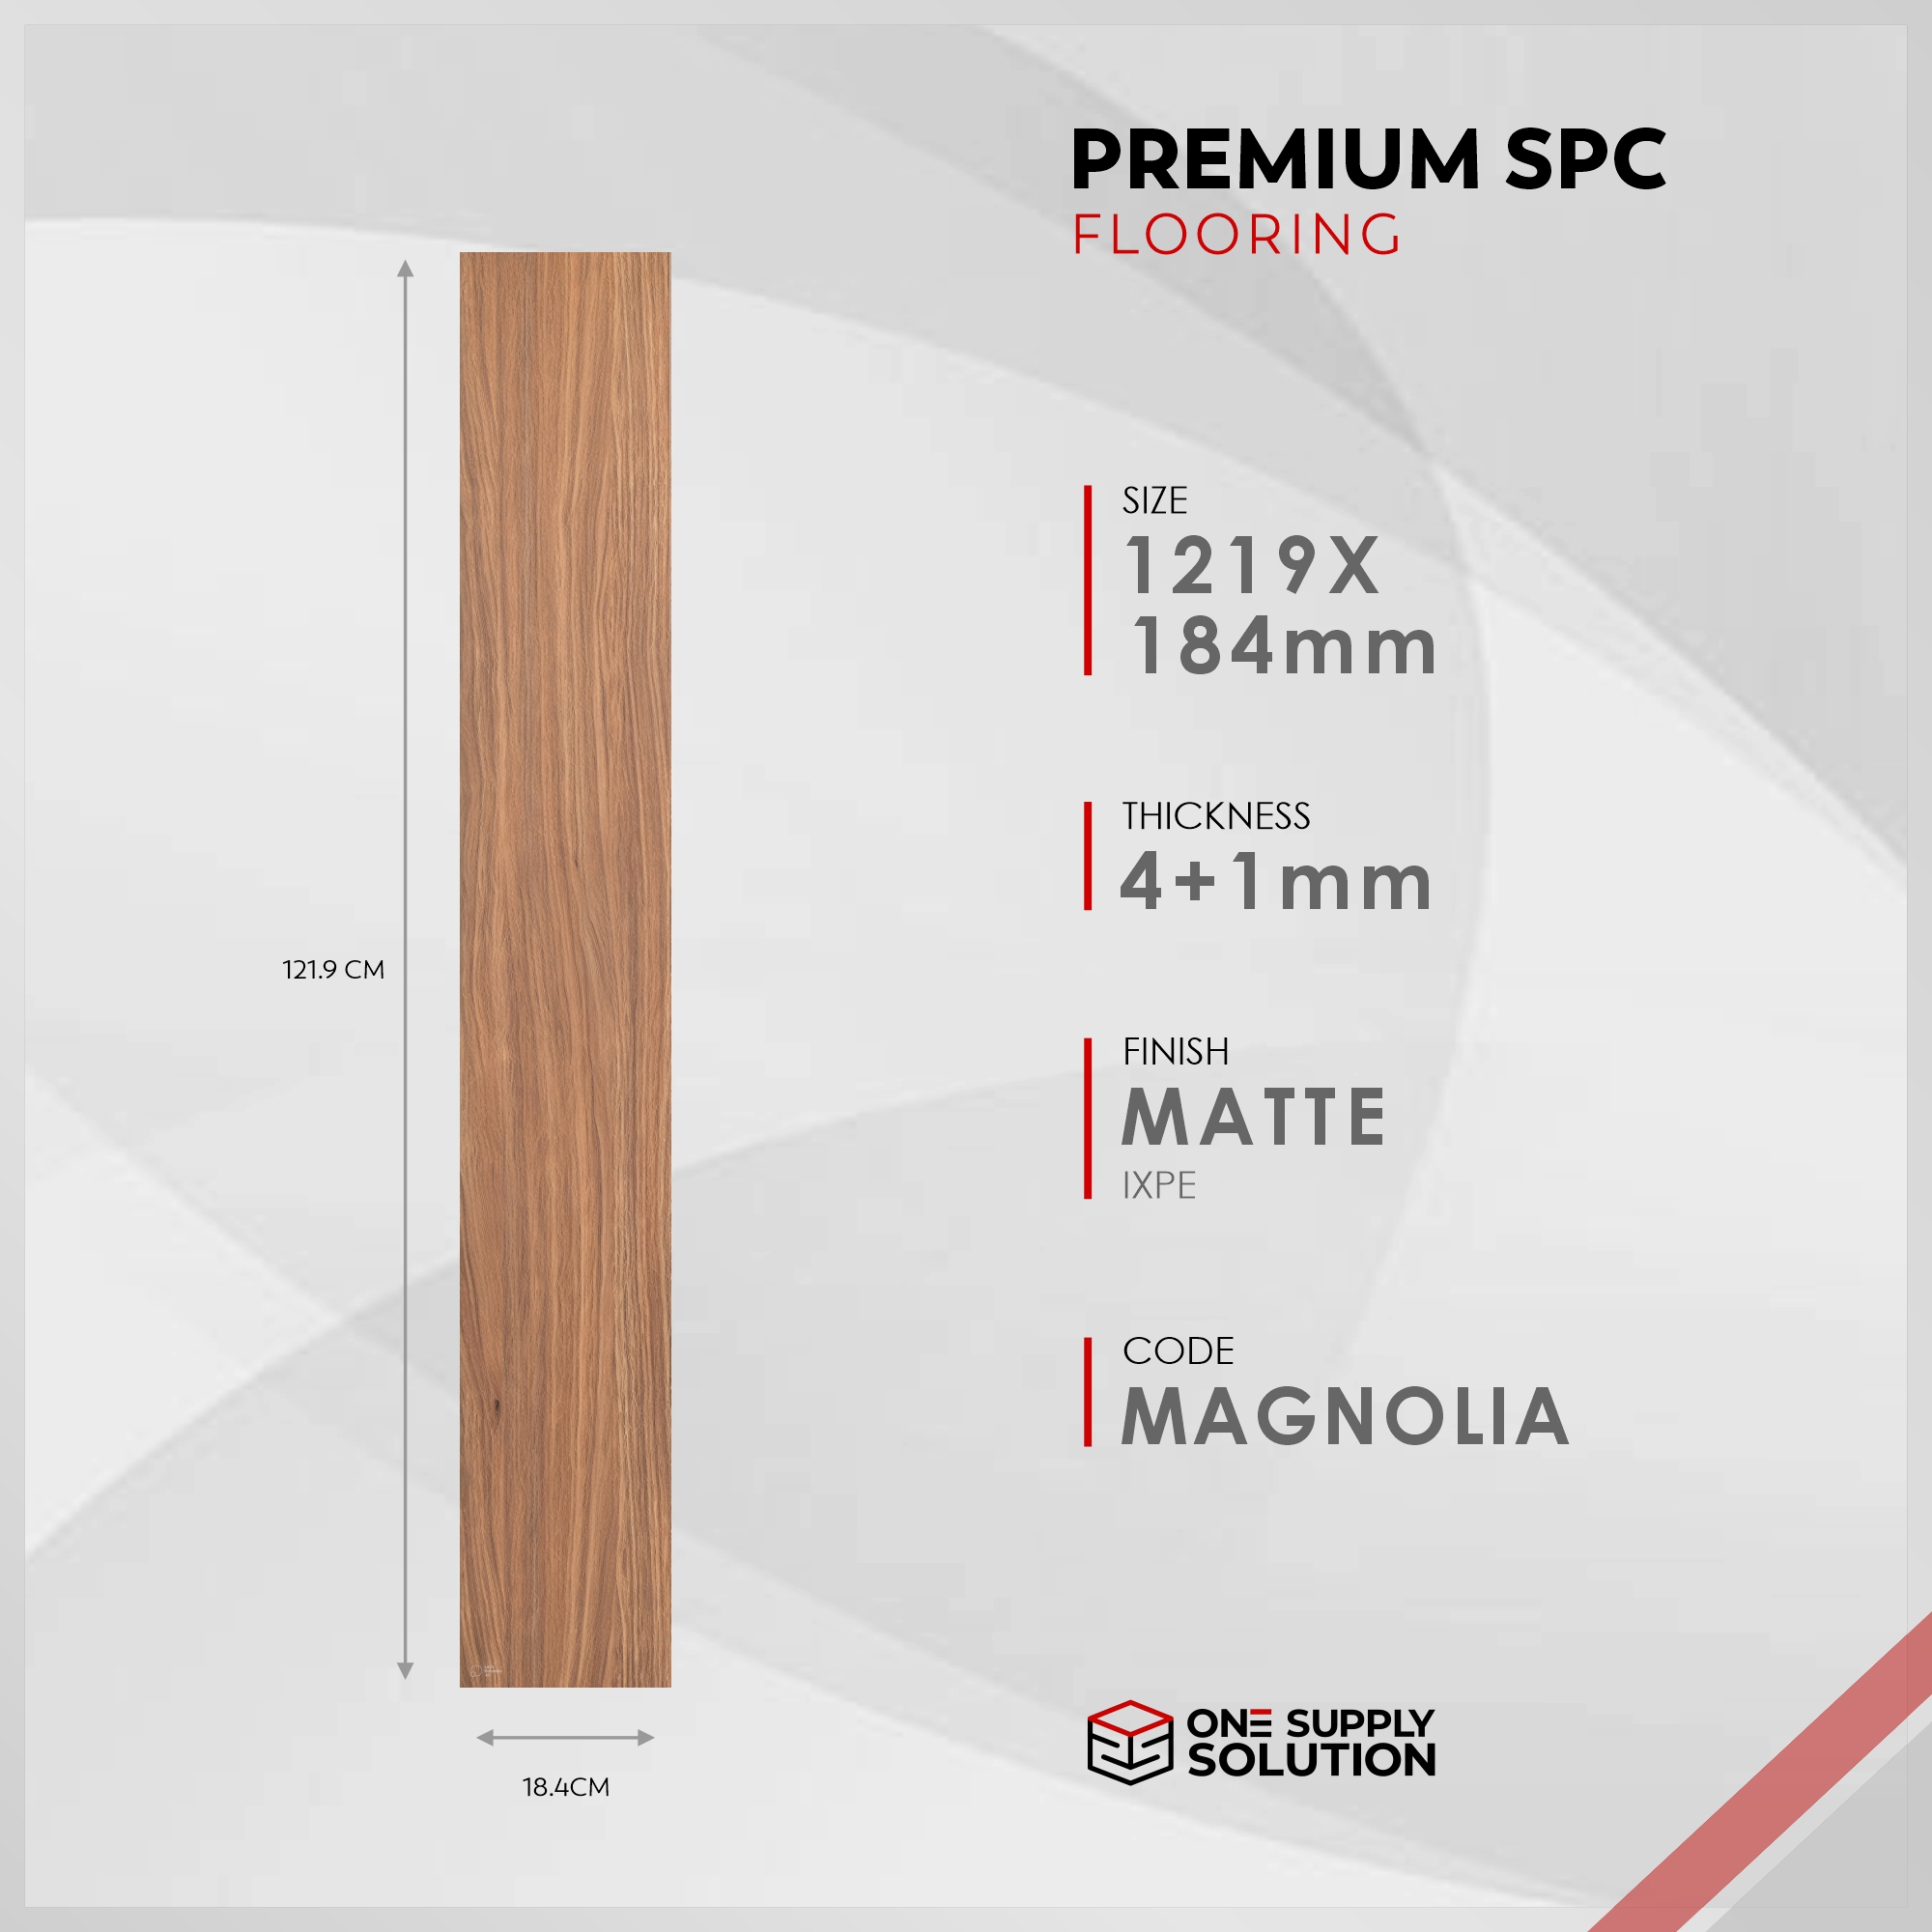 PREMIUM SPC
FLOORING
SIZE
1219X
184mm
THICKNESS
4+1mm
121.9 CM
FINISH
MATTE
IXPE
CODE
MAGNOLIA
ONE SUPPLY
SOLUTION
18.4CM